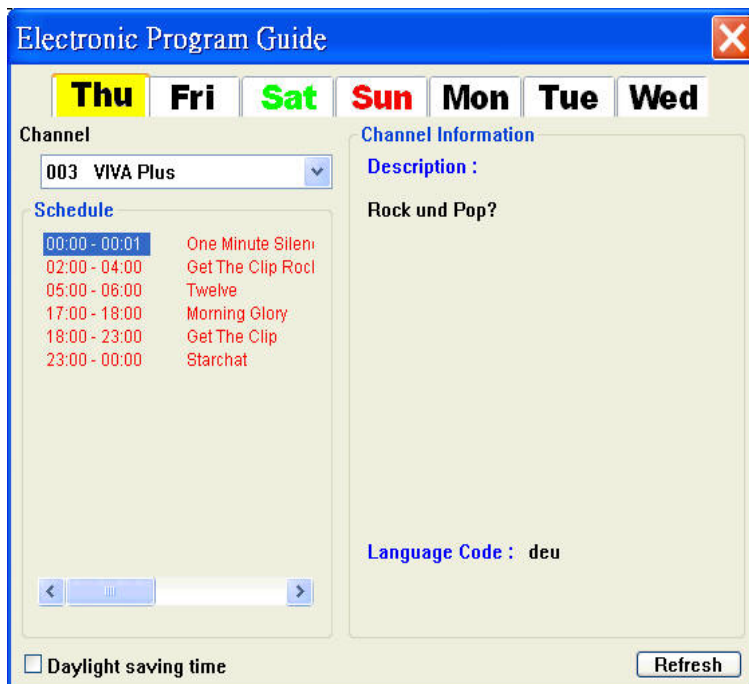 Electronic Program Guide
Thu Fri Sat Sun Mon Tue Wed
Channel
003 VIVA Plus
Schedule
00:00 - 00:01 One Minute
02:00 - 04:00 Get The Clip
05:00 - 06:00 Twelve
17:00 - 18:00 Morning Glory
18:00 - 23:00 Get The Clip
23:00 - 00:00 Starchat
Channel Information
Description :
Rock und Pop?
Language Code : deu
Daylight saving time
Refresh